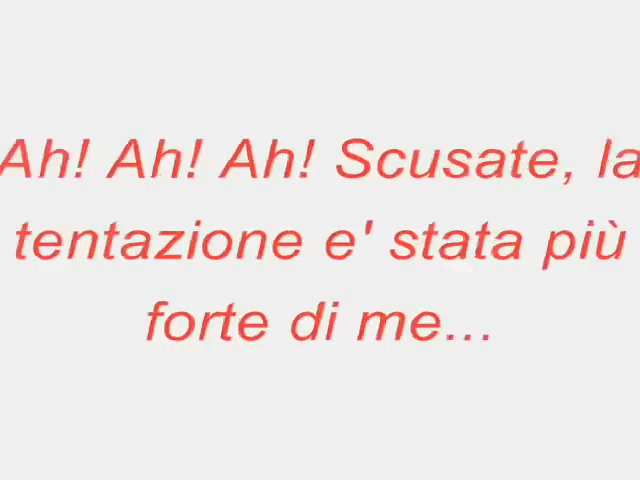 Ah! Ah! Ah! Scusate, la
tentazione e' stata più
forte di me...